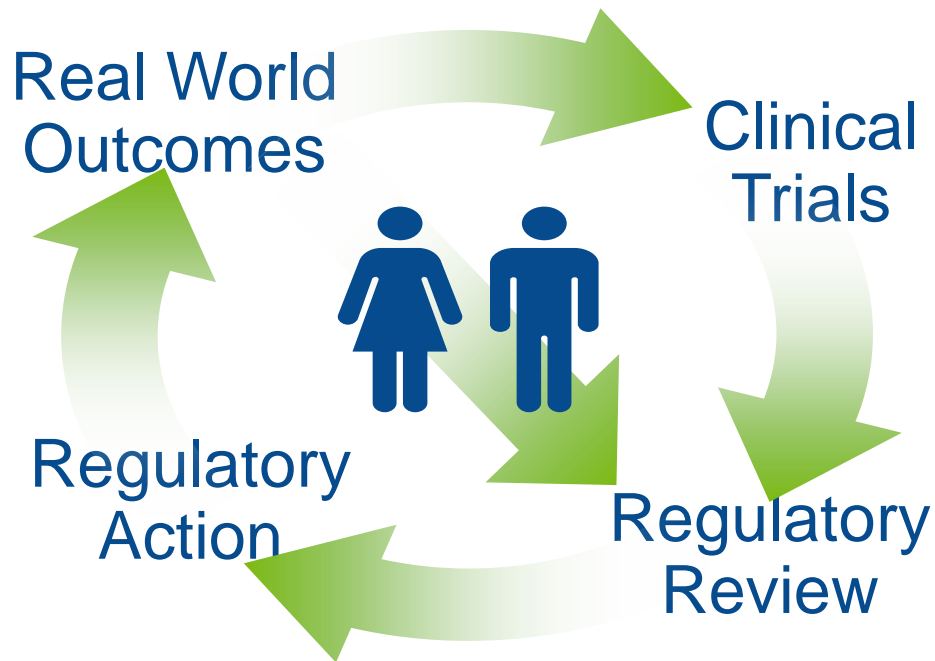 Real World
Outcomes
Clinical
Trials
Regulatory
Action
Regulatory
Review